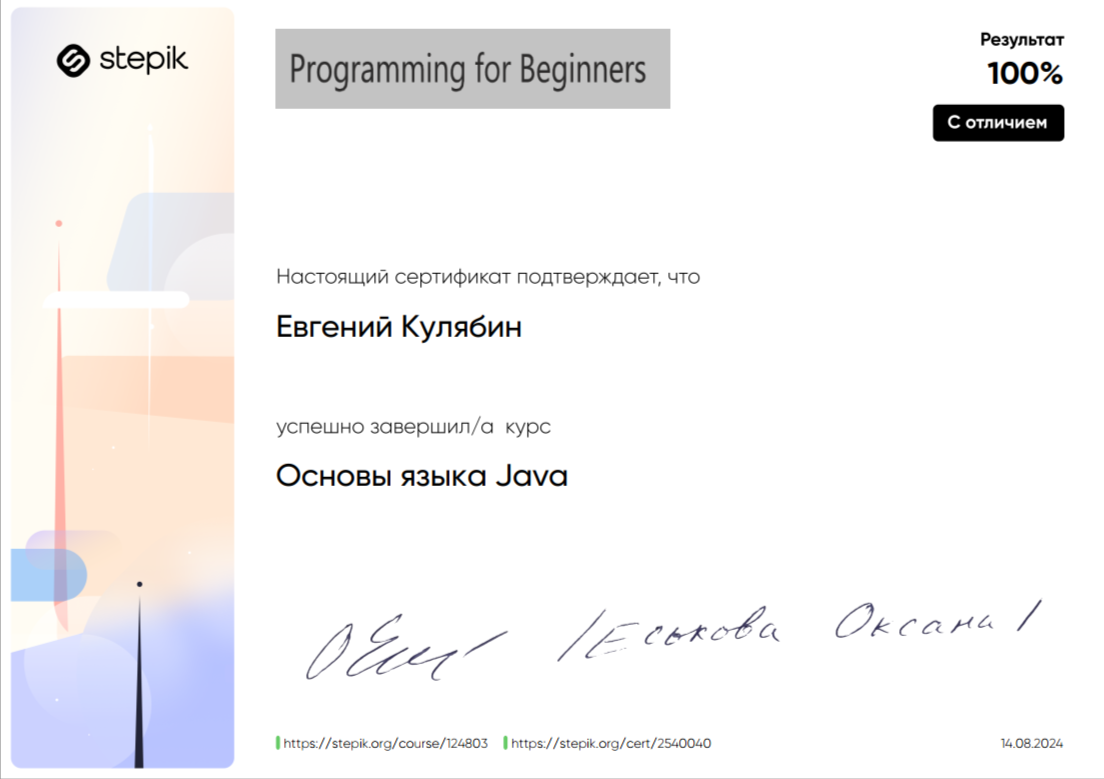 stepik
Programming for Beginners
Результат
100%
С отличием
Настоящий сертификат подтверждает, что
Евгений Кулябин
успешно завершил/а курс
Основы языка Java
/Еськова Оксана/
https://stepik.org/course/124803 https://stepik.org/cert/2540040
14.08.2024